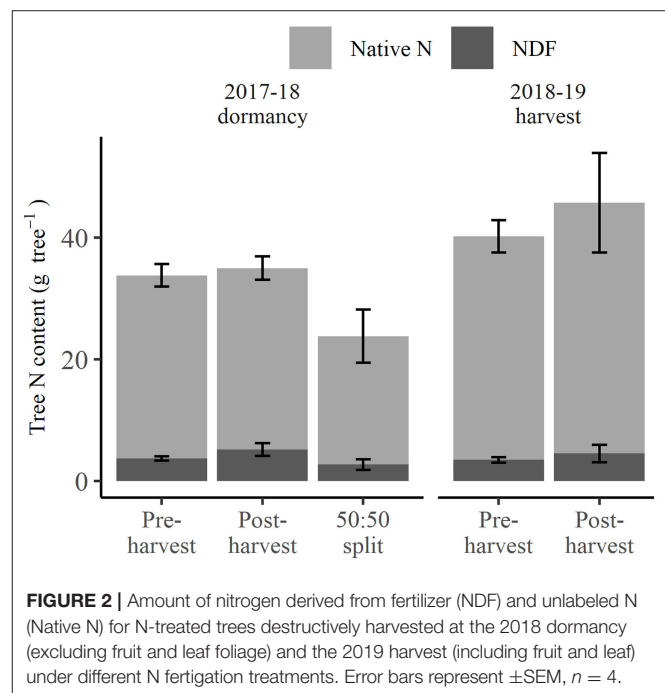 Native N NDF
2017-18
dormancy
2018-19
harvest
Tree N content (g tree⁻¹)
40
20
0
Pre-
harvest
Post-
harvest
50:50
split
Pre-
harvest
Post-
harvest
FIGURE 2 | Amount of nitrogen derived from fertilizer (NDF) and unlabeled N
(Native N) for N-treated trees destructively harvested at the 2018 dormancy
(excluding fruit and leaf foliage) and the 2019 harvest (including fruit and leaf)
under different N fertigation treatments. Error bars represent ±SEM, n = 4.